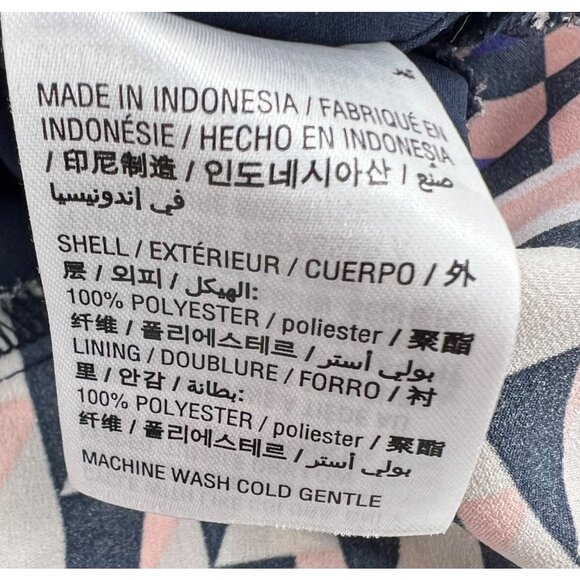 MADE IN INDONESIA / FABRIQUÉ EN
INDONÉSIE / HECHO EN INDONESIA
/ 印尼制造 / 인도네시아산 / صنع
في إندونيسيا
SHELL / EXTÉRIEUR / CUERPO / 外
层 / 외피 / الهيكل:
100% POLYESTER / poliester / 聚酯
纤维 / 폴리에스테르 / بولي أستر
LINING / DOUBLURE / FORRO / 衬
里 / 안감 / بطانة:
100% POLYESTER / poliester / 聚酯
纤维 / 폴리에스테르 / بولي أستر
MACHINE WASH COLD GENTLE